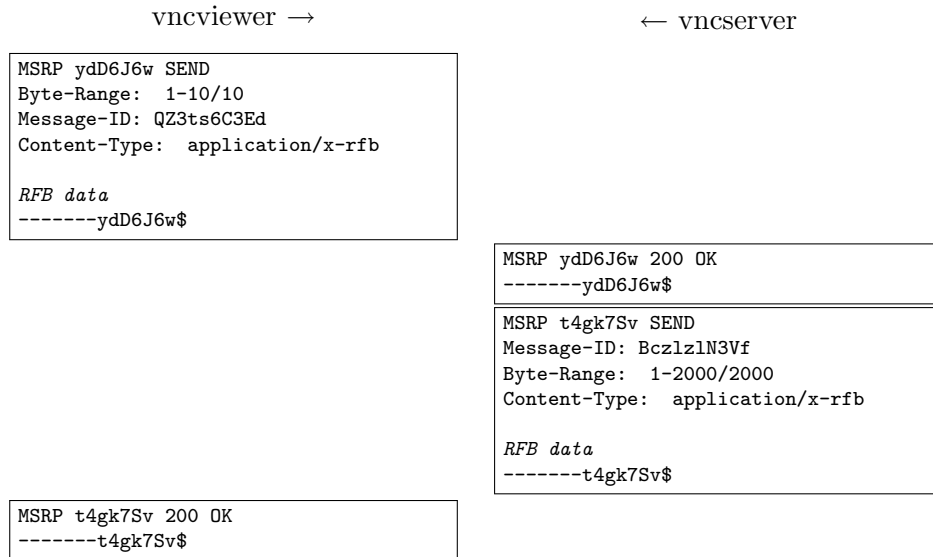 vncviewer →
← vncserver
MSRP ydD6J6w SEND
Byte-Range: 1-10/10
Message-ID: QZ3ts6C3Ed
Content-Type: application/x-rfb
RFB data
-------ydD6J6w$
MSRP ydD6J6w 200 OK
-------ydD6J6w$
MSRP t4gk7Sv SEND
Message-ID: BczlzlN3Vf
Byte-Range: 1-2000/2000
Content-Type: application/x-rfb
RFB data
-------t4gk7Sv$
MSRP t4gk7Sv 200 OK
-------t4gk7Sv$